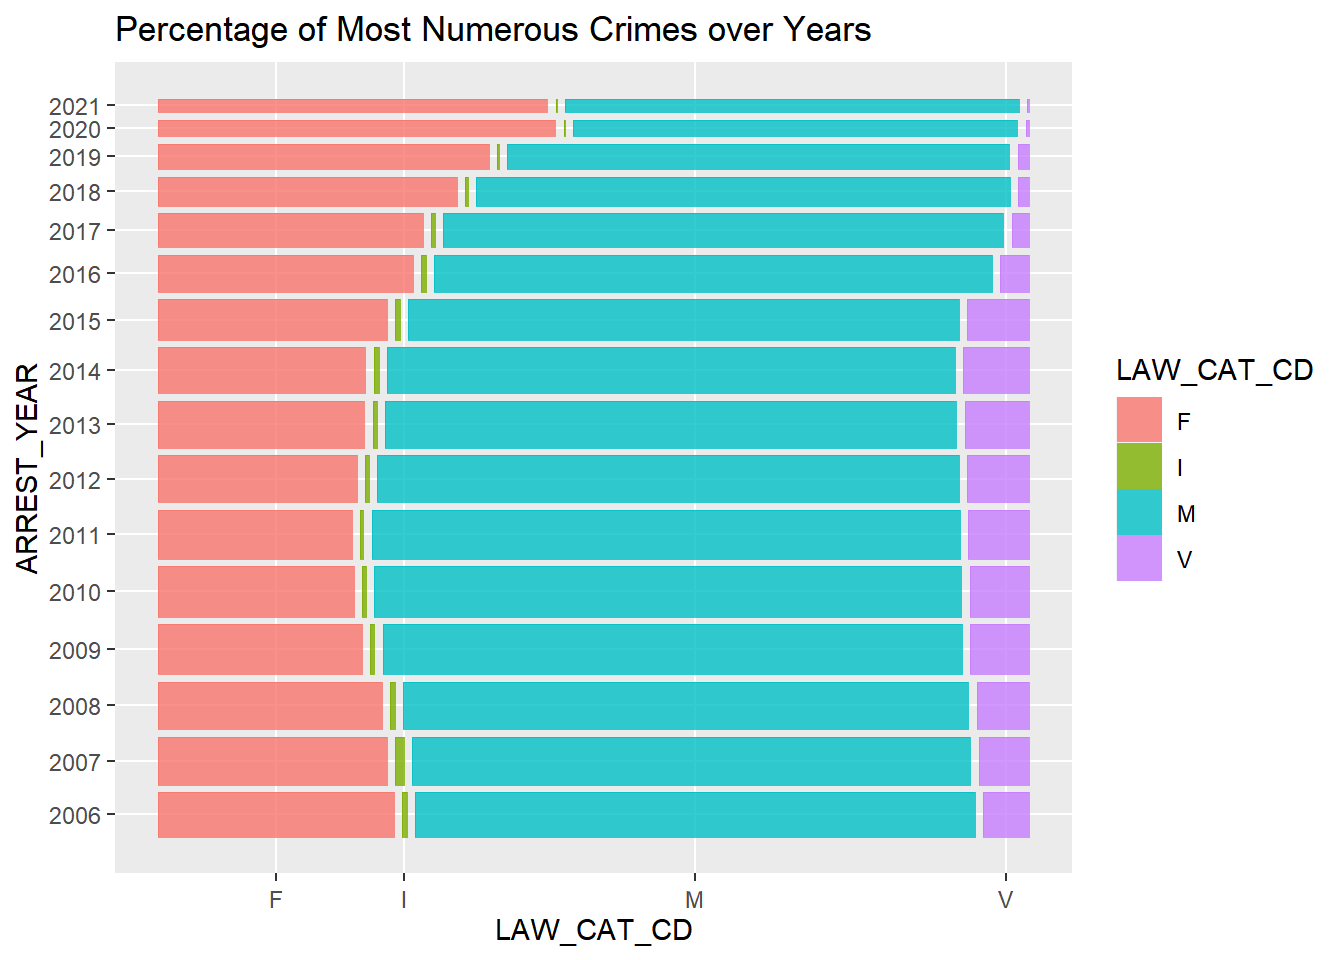 Percentage of Most Numerous Crimes over Years
2021
2020
2019
2018
2017
2016
2015
2014
2013
2012
2011
2010
2009
2008
2007
2006
ARREST_YEAR
F I M V
LAW_CAT_CD
LAW_CAT_CD
F
I
M
V